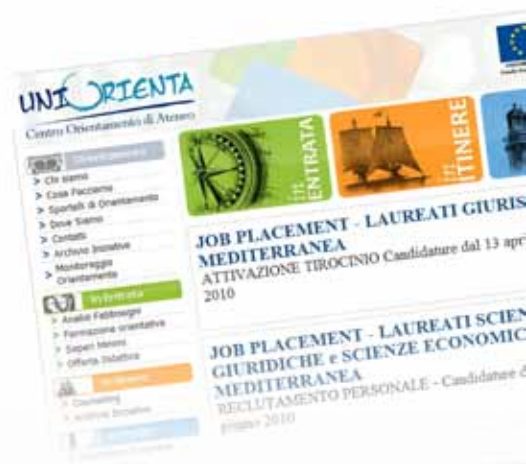 UNIORIENTA
Centro Orientamento di Ateneo
> Chi siamo
> Cosa Facciamo
> Sportelli di Orientamento
> Dove Siamo
> Contatti
> Archivio Iniziative
> Monitoraggio
Orientamento
In Entrata
> Analisi Fabbisogni
> Formazione orientativa
> Saperi Minimi
> Offerta Didattica
> Counseling
> Archivio Iniziative
in ENTRATA
in ITINERE
JOB PLACEMENT - LAUREATI GIURIS
MEDITERRANEA
ATTIVAZIONE TIROCINIO Candidature dal 13 apri
2010
JOB PLACEMENT - LAUREATI SCIEN
GIURIDICHE e SCIENZE ECONOMIC
MEDITERRANEA
RECLUTAMENTO PERSONALE - Candidature d
giugno 2010